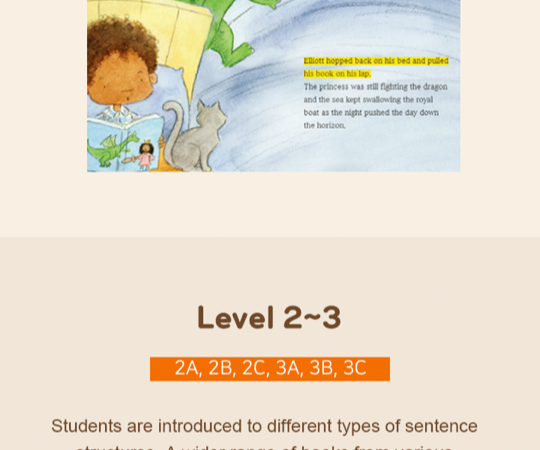 Elliott hopped back on his bed and pulled
his book on his lap.
The princess was still fighting the dragon
and the sea kept swallowing the royal
boat as the night pushed the day down
the horizon.
Level 2~3
2A, 2B, 2C, 3A, 3B, 3C
Students are introduced to different types of sentence
structures. A wider range of books from various